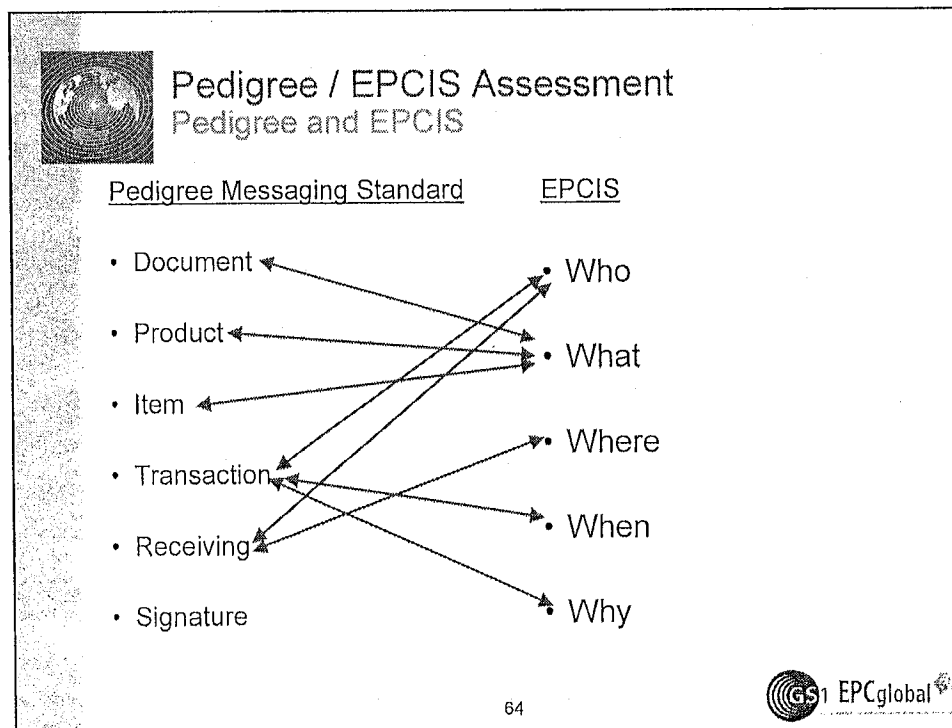 Pedigree / EPCIS Assessment
Pedigree and EPCIS
Pedigree Messaging Standard
• Document
• Product
• Item
• Transaction
• Receiving
• Signature
EPCIS
• Who
• What
• Where
• When
• Why
64
GS1 EPCglobal